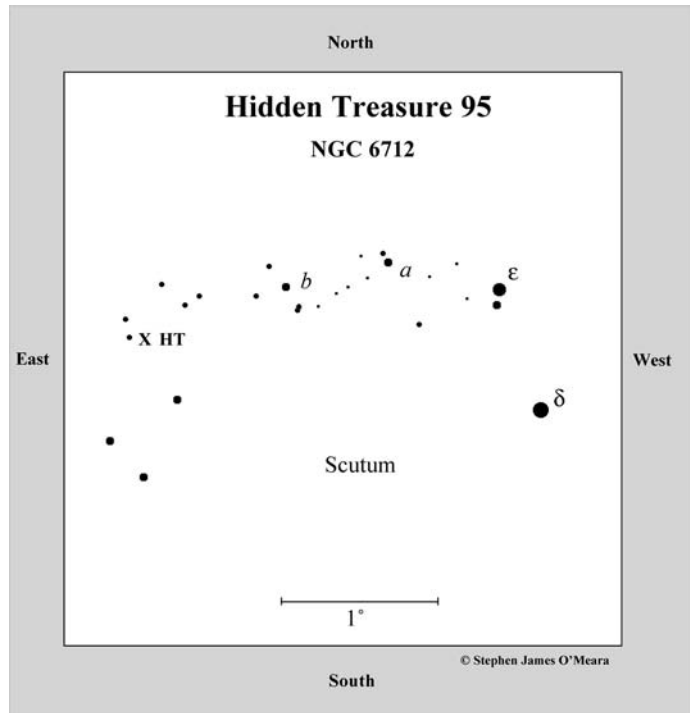 North
Hidden Treasure 95
NGC 6712
ε
b
a
X HT
East
West
δ
Scutum
1°
© Stephen James O’Meara
South